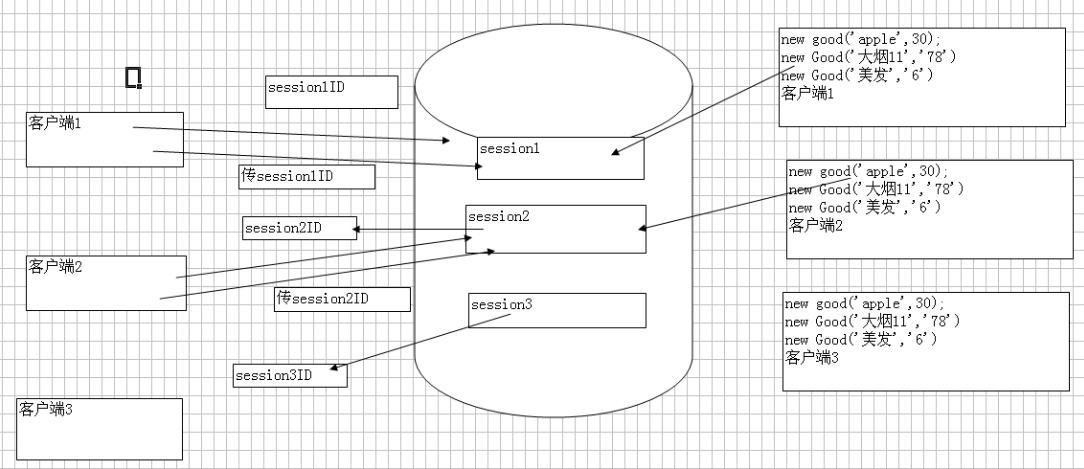 session1ID
客户端1
传session1ID
session2ID
客户端2
传session2ID
session3ID
客户端3
session1
session2
session3
new good('apple',30);
new Good('大烟11','78')
new Good('美发','6')
客户端1
new good('apple',30);
new Good('大烟11','78')
new Good('美发','6')
客户端2
new good('apple',30);
new Good('大烟11','78')
new Good('美发','6')
客户端3